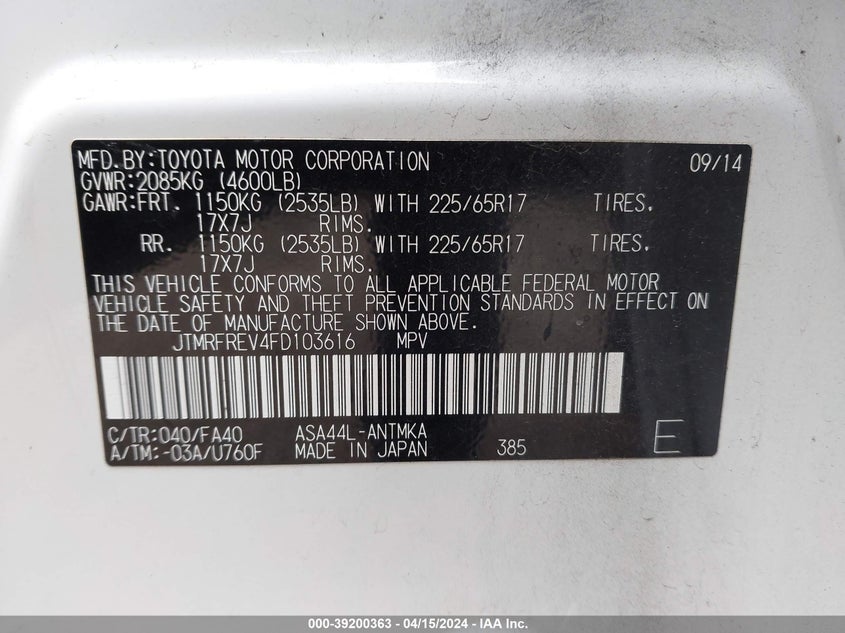 MFD.BY:TOYOTA MOTOR CORPORATION 09/14
GVWR:2085KG (4600LB)
GAWR:FRT. 1150KG (2535LB) WITH 225/65R17 TIRES.
17X7J RIMS.
RR. 1150KG (2535LB) WITH 225/65R17 TIRES.
17X7J RIMS.
THIS VEHICLE CONFORMS TO ALL APPLICABLE FEDERAL MOTOR
VEHICLE SAFETY AND THEFT PREVENTION STANDARDS IN EFFECT ON
THE DATE OF MANUFACTURE SHOWN ABOVE.
JTMRFREV4FD103616 MPV
C/TR:040/FA40 ASA44L-ANTMKA
A/TM:-03A/U760F MADE IN JAPAN 385 E
000-39200363 - 04/15/2024 - IAA Inc.